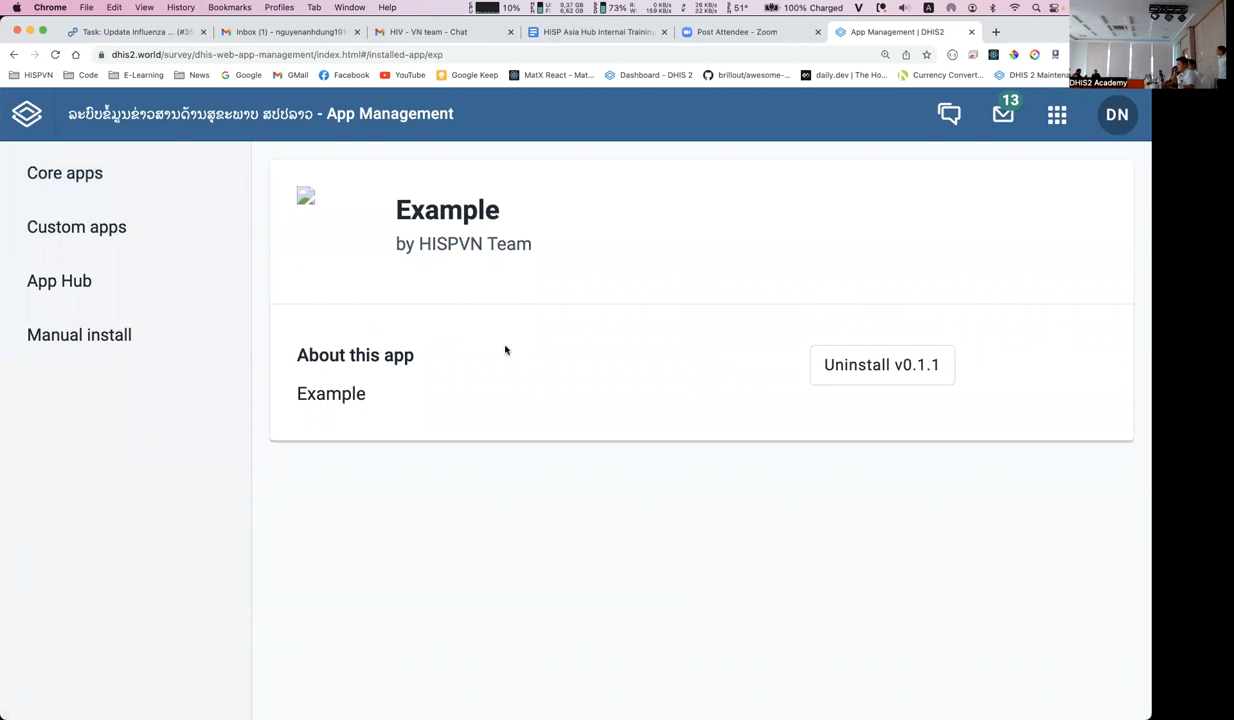 Chrome File Edit View History Bookmarks Profiles Tab Window Help 10% 73% 51° 100% Charged
Task: Update Influenza ... (#35 Inbox (1) – nguyenanhdung191 HIV - VN team - Chat HISP Asia Hub Internal Training Post Attendee - Zoom App Management | DHIS2
dhis2.world/survey/dhis-web-app-management/index.html#/installed-app/exp
HISPVN Code E-Learning News Google GMail Facebook YouTube Google Keep MatX React - Mat... Dashboard - DHIS 2 brillout/awesome-... daily.dev | The Ho... Currency Convert... DHIS 2 Maintena
DHIS2 Academy
ລະບົບຂໍ້ມູນຂ່າວສານດ້ານສຸຂະພາບ ສປປລາວ - App Management
13
DN
Core apps
Custom apps
App Hub
Manual install
Example
by HISPVN Team
About this app
Example
Uninstall v0.1.1